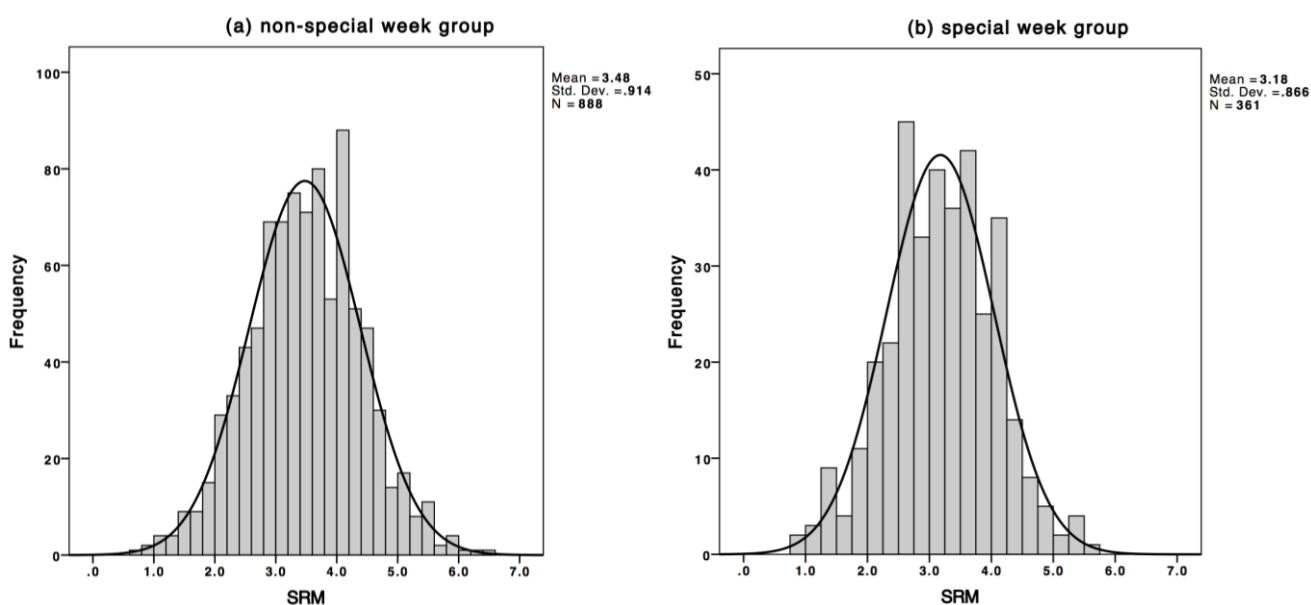 (a) non-special week group
Mean =3.48
Std. Dev. =.914
N = 888
100
80
60
40
20
0
Frequency
.0 1.0 2.0 3.0 4.0 5.0 6.0 7.0
SRM
(b) special week group
Mean =3.18
Std. Dev. =.866
N = 361
50
40
30
20
10
0
Frequency
.0 1.0 2.0 3.0 4.0 5.0 6.0 7.0
SRM